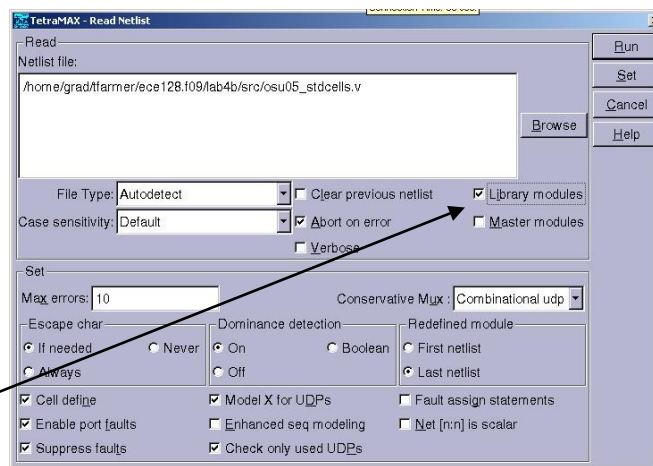 TetraMAX - Read Netlist
Read
Netlist file:
/home/grad/tfarmer/ece128.f09/lab4b/src/osu05_stdcells.v
Browse
Run
Set
Cancel
Help
File Type: Autodetect Clear previous netlist Library modules
Case sensitivity: Default Abort on error Master modules
Verbose
Set
Max errors: 10 Conservative Mux : Combinational udp
Escape char Dominance detection Redefined module
If needed Never On Boolean First netlist
Always Off Last netlist
Cell define Model X for UDPs Fault assign statements
Enable port faults Enhanced seq modeling Net [n:n] is scalar
Suppress faults Check only used UDPs